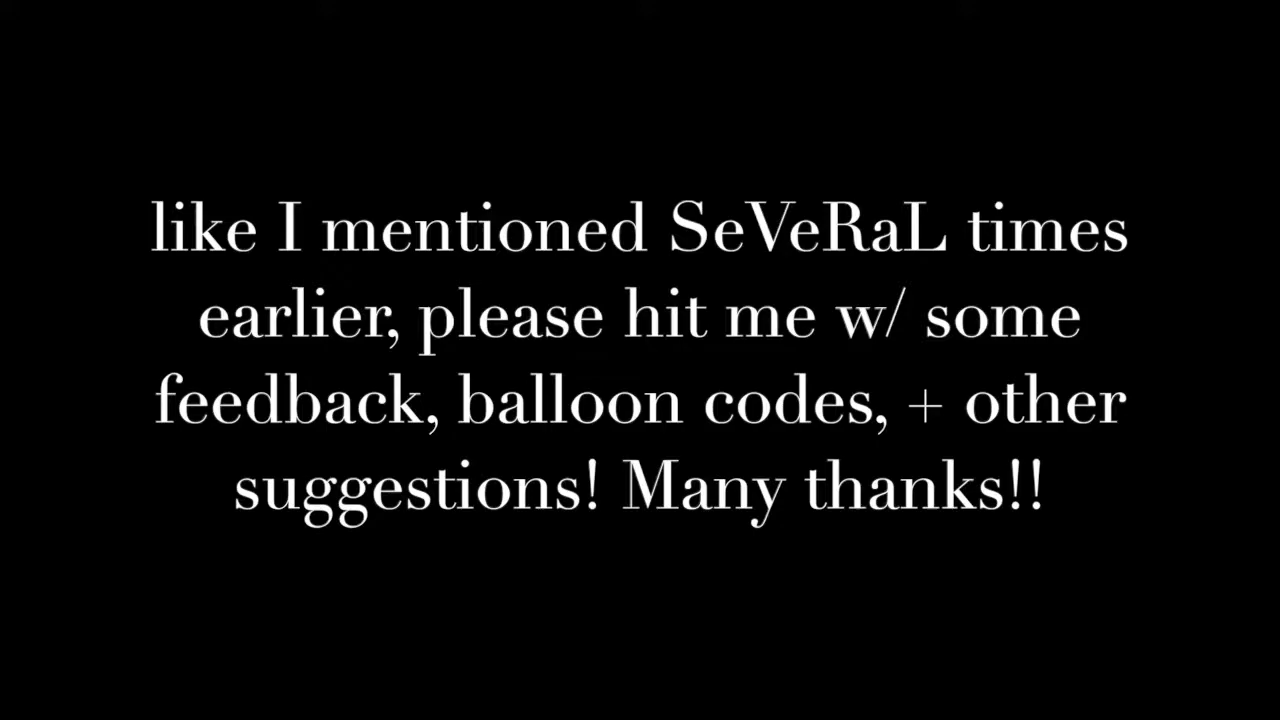 like I mentioned SeVeRaL times
earlier, please hit me w/ some
feedback, balloon codes, + other
suggestions! Many thanks!!